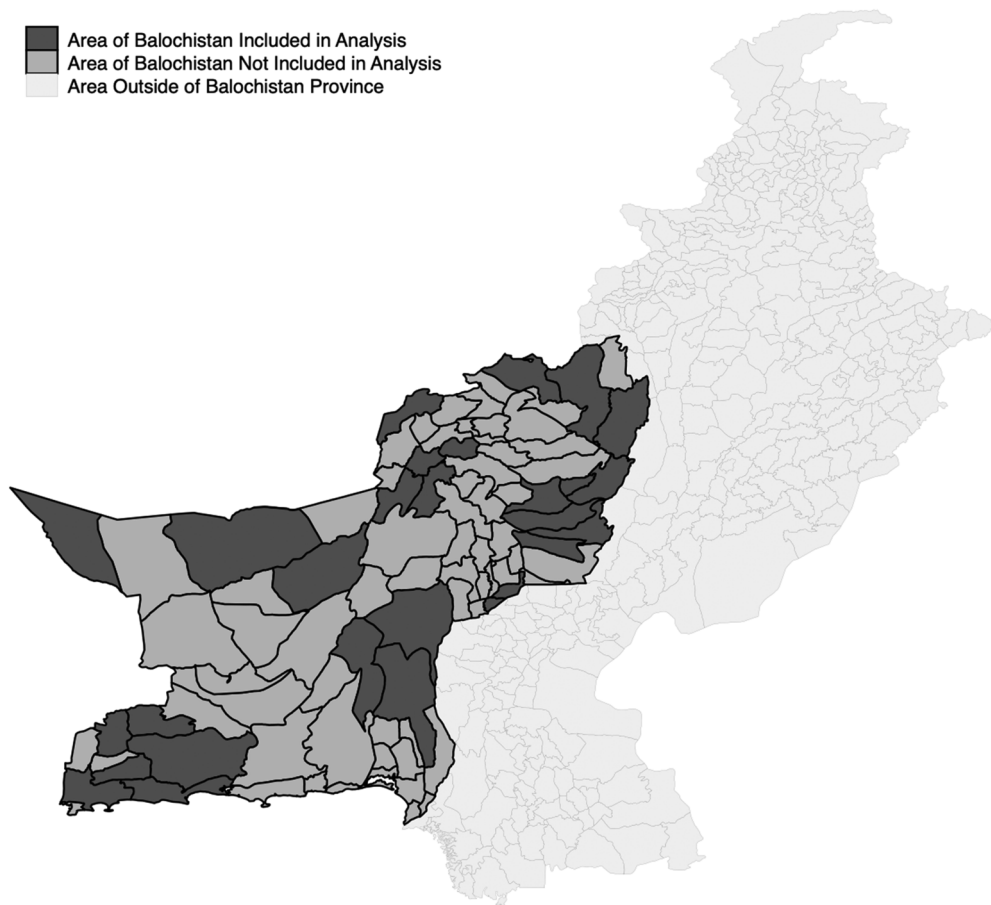 Area of Balochistan Included in Analysis
Area of Balochistan Not Included in Analysis
Area Outside of Balochistan Province